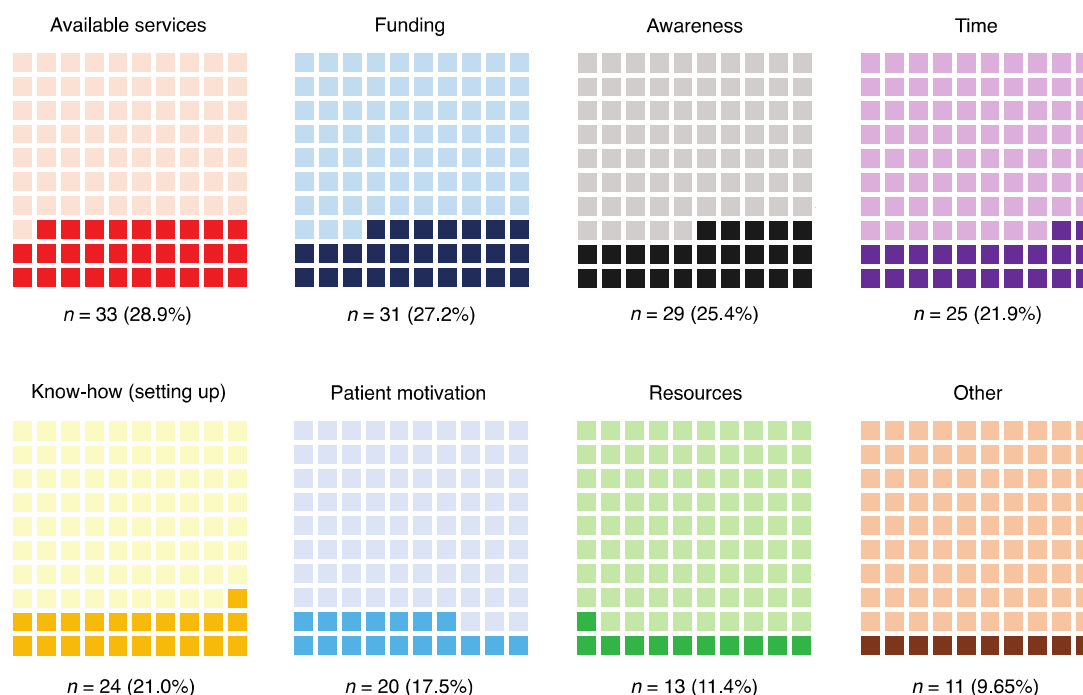 Available services
Funding
Awareness
Time
n = 33 (28.9%)
n = 31 (27.2%)
n = 29 (25.4%)
n = 25 (21.9%)
Know-how (setting up)
Patient motivation
Resources
Other
n = 24 (21.0%)
n = 20 (17.5%)
n = 13 (11.4%)
n = 11 (9.65%)